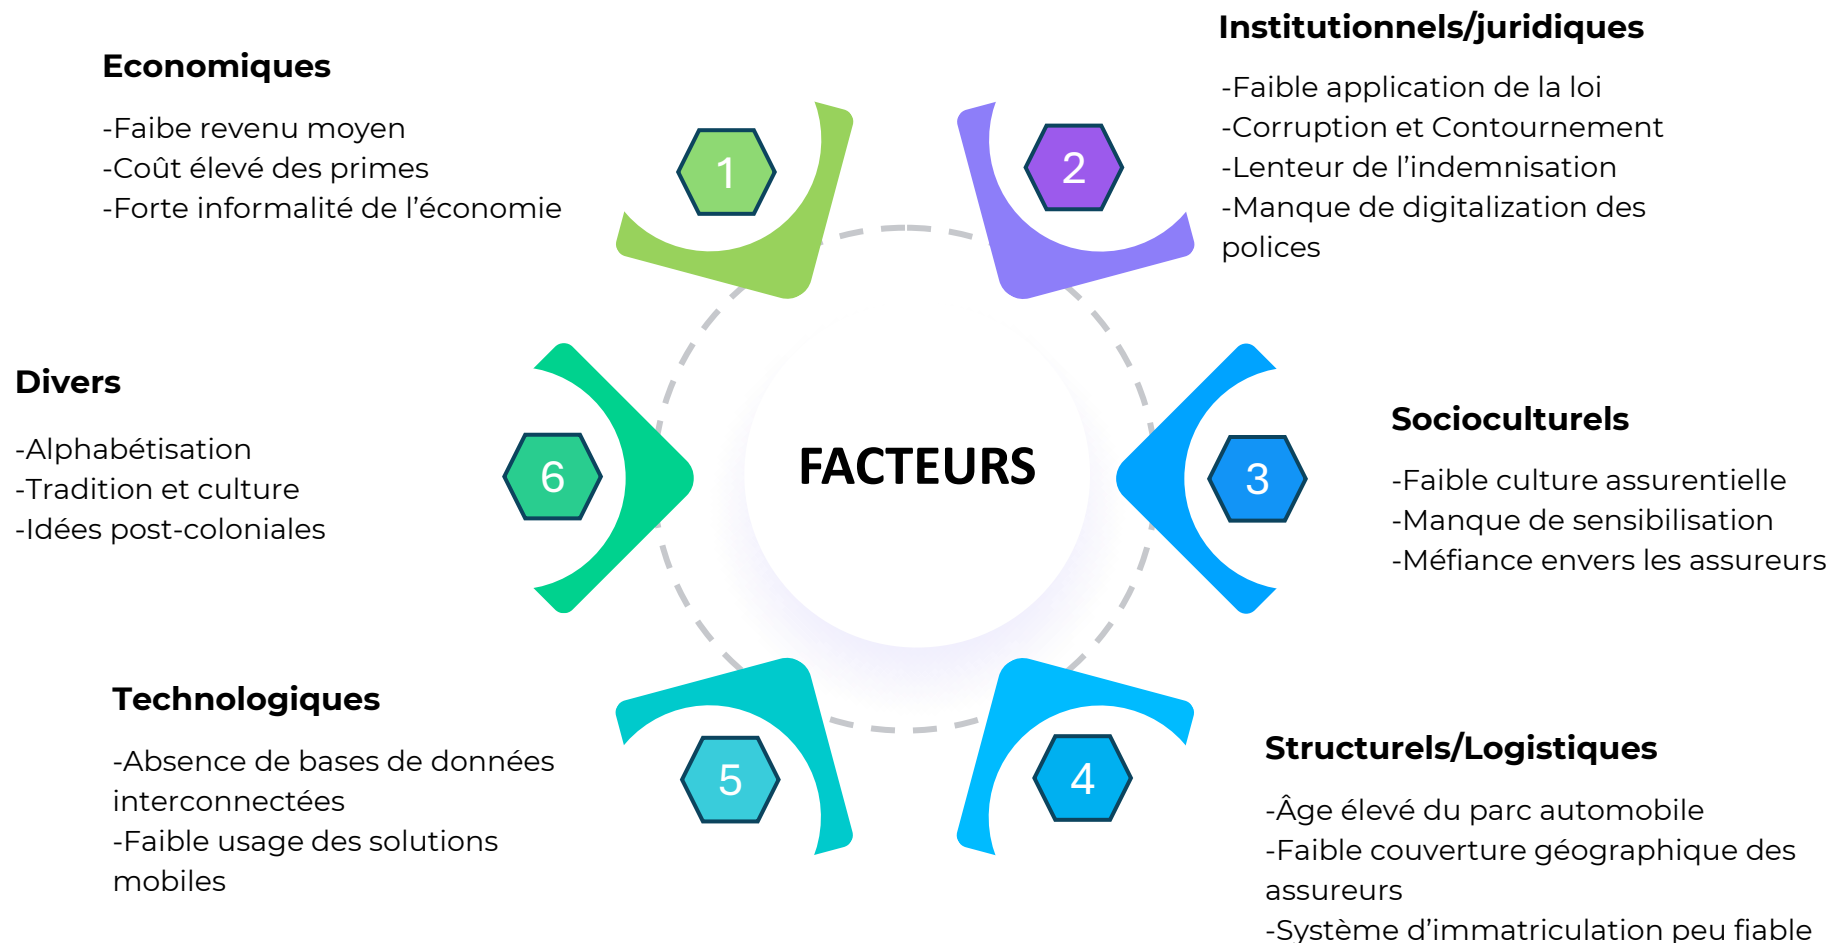 Economiques
-Faibe revenu moyen
-Coût élevé des primes
-Forte informalité de l'économie
1
2
Institutionnels/juridiques
-Faible application de la loi
-Corruption et Contournement
-Lenteur de l'indemnisation
-Manque de digitalization des
polices
FACTEURS
3
Socioculturels
-Faible culture assurentielle
-Manque de sensibilisation
-Méfiance envers les assureurs
4
Structurels/Logistiques
-Âge élevé du parc automobile
-Faible couverture géographique des
assureurs
-Système d'immatriculation peu fiable
5
Technologiques
-Absence de bases de données
interconnectées
-Faible usage des solutions
mobiles
6
Divers
-Alphabétisation
-Tradition et culture
-Idées post-coloniales